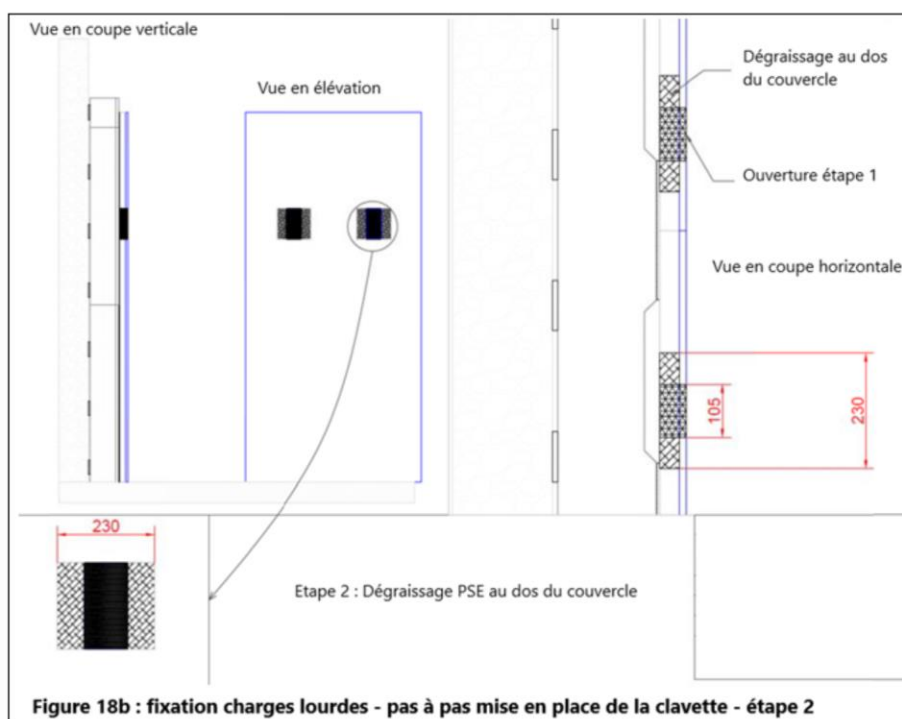 Vue en coupe verticale
Vue en élévation
Dégraissage au dos
du couvercle
Ouverture étape 1
Vue en coupe horizontale
105
230
230
Etape 2 : Dégraissage PSE au dos du couvercle
Figure 18b : fixation charges lourdes - pas à pas mise en place de la clavette - étape 2